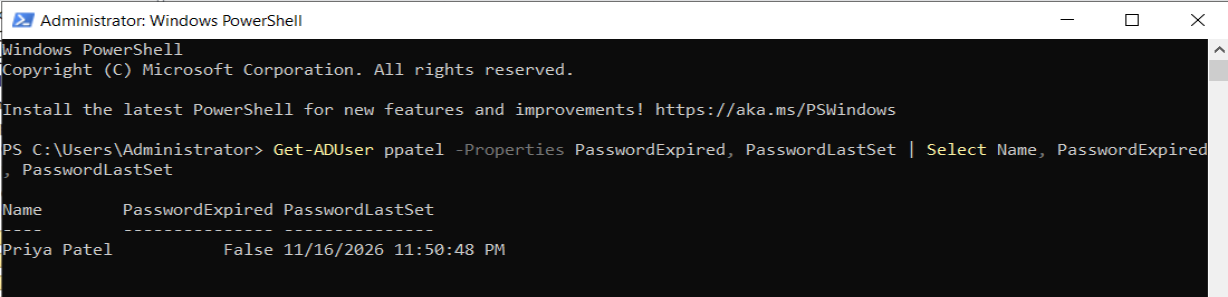 Administrator: Windows PowerShell
Windows PowerShell
Copyright (C) Microsoft Corporation. All rights reserved.
Install the latest PowerShell for new features and improvements! https://aka.ms/PSWindows
PS C:\Users\Administrator> Get-ADUser ppatel -Properties PasswordExpired, PasswordLastSet | Select Name, PasswordExpired
, PasswordLastSet
Name        PasswordExpired PasswordLastSet
----        --------------- ---------------
Priya Patel           False 11/16/2026 11:50:48 PM